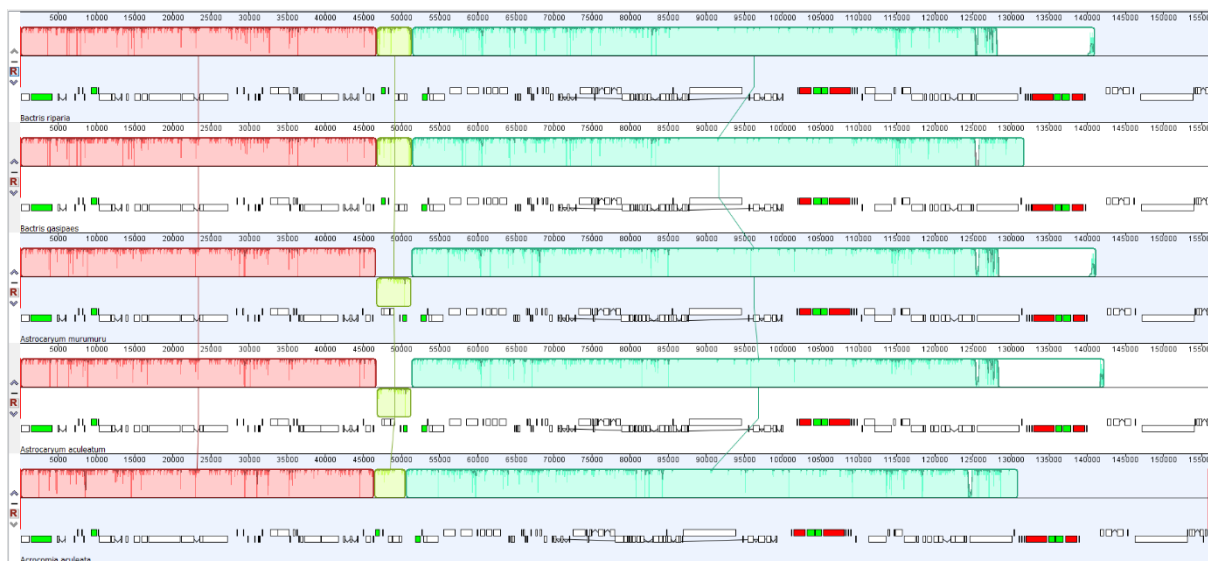 5000 10000 15000 20000 25000 30000 35000 40000 45000 50000 55000 60000 65000 70000 75000 80000 85000 90000 95000 100000 105000 110000 115000 120000 125000 130000 135000 140000 145000 150000
R
Bactris riparia
5000 10000 15000 20000 25000 30000 35000 40000 45000 50000 55000 60000 65000 70000 75000 80000 85000 90000 95000 100000 105000 110000 115000 120000 125000 130000 135000 140000 145000 150000
R
Bactris gasipaes
5000 10000 15000 20000 25000 30000 35000 40000 45000 50000 55000 60000 65000 70000 75000 80000 85000 90000 95000 100000 105000 110000 115000 120000 125000 130000 135000 140000 145000 150000
R
Astrocaryum murumuru
5000 10000 15000 20000 25000 30000 35000 40000 45000 50000 55000 60000 65000 70000 75000 80000 85000 90000 95000 100000 105000 110000 115000 120000 125000 130000 135000 140000 145000 150000
R
Astrocaryum aculeatum
5000 10000 15000 20000 25000 30000 35000 40000 45000 50000 55000 60000 65000 70000 75000 80000 85000 90000 95000 100000 105000 110000 115000 120000 125000 130000 135000 140000 145000 150000
R
Acrocomia aculeata